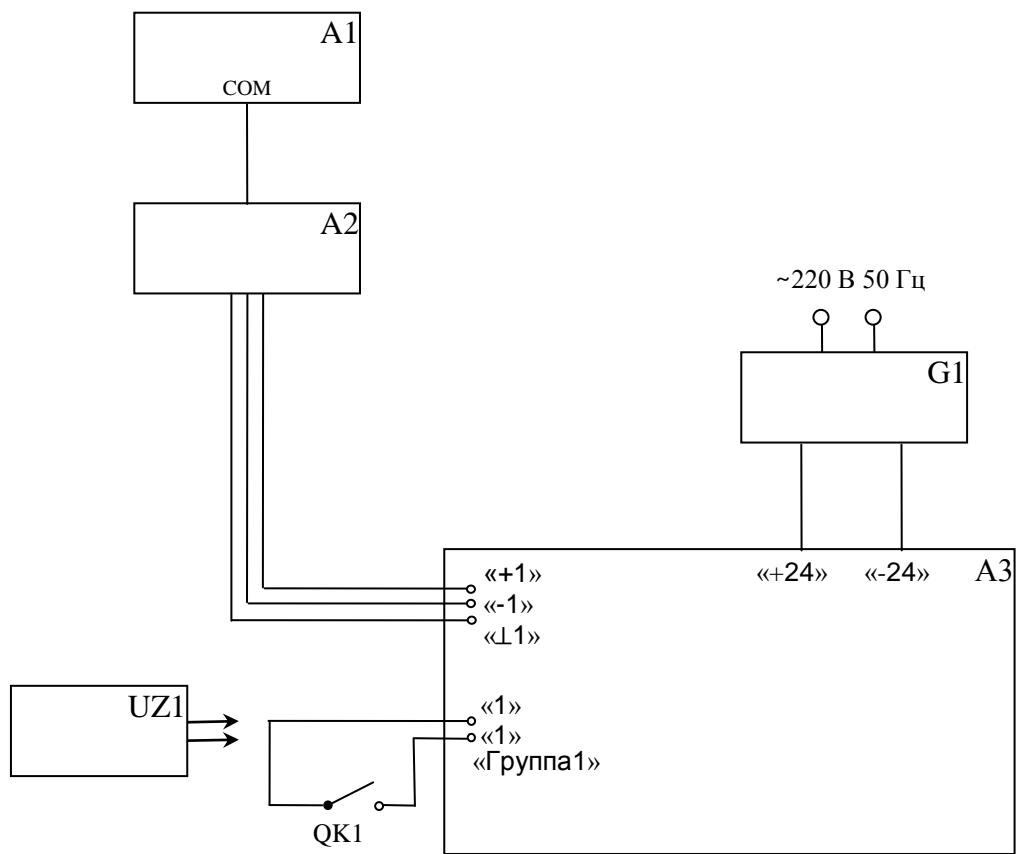 A1
COM
A2
~220 В 50 Гц
G1
«+1»
«-1»
«⊥1»
«+24» «-24» A3
UZ1
«1»
«1»
«Группа1»
QK1